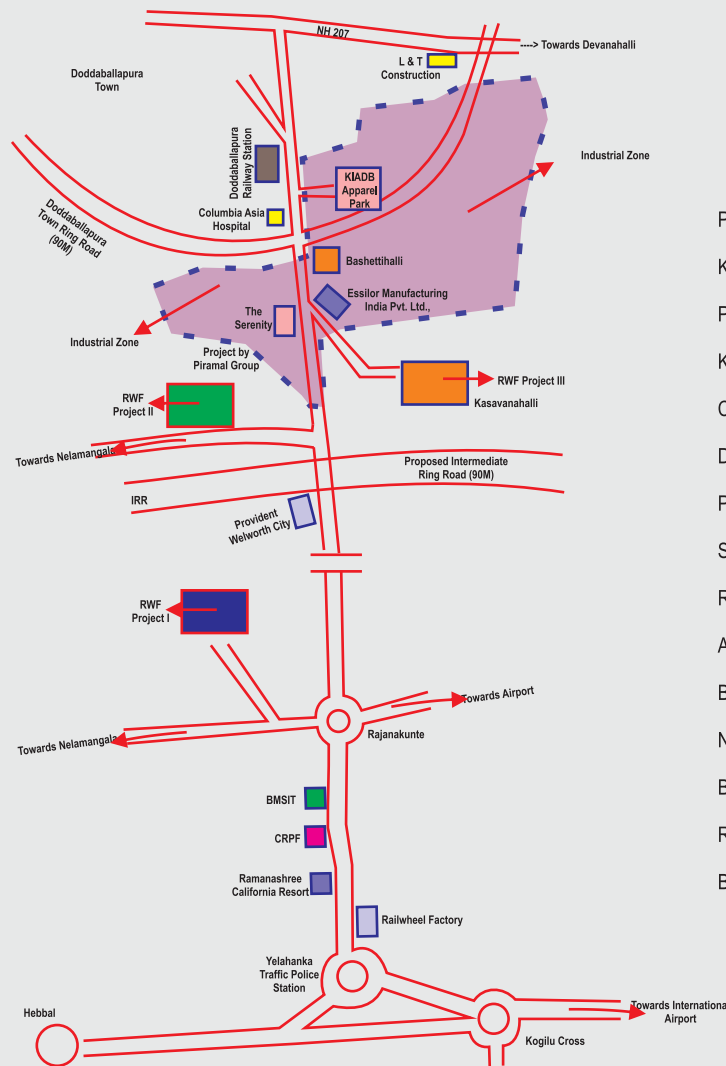 NH 207
----> Towards Devanahalli
L & T
Construction
Doddaballapura
Town
Industrial Zone
Doddaballapura
Railway Station
KIADB
Apparel
Park
Columbia Asia
Hospital
Doddaballapura
Town Ring Road
(90M)
Bashettihalli
Essilor Manufacturing
India Pvt. Ltd.,
The
Serenity
Industrial Zone
Project by
Piramal Group
RWF Project III
Kasavanahalli
RWF
Project II
Towards Nelamangala
Proposed Intermediate
Ring Road (90M)
IRR
Provident
Welworth City
RWF
Project I
Towards Airport
Rajanakunte
Towards Nelamangala
BMSIT
CRPF
Ramanashree
California Resort
Railwheel Factory
Yelahanka
Traffic Police
Station
Hebbal
Towards International
Airport
Kogilu Cross
P
K
P
K
C
D
P
S
R
A
B
N
B
R
B